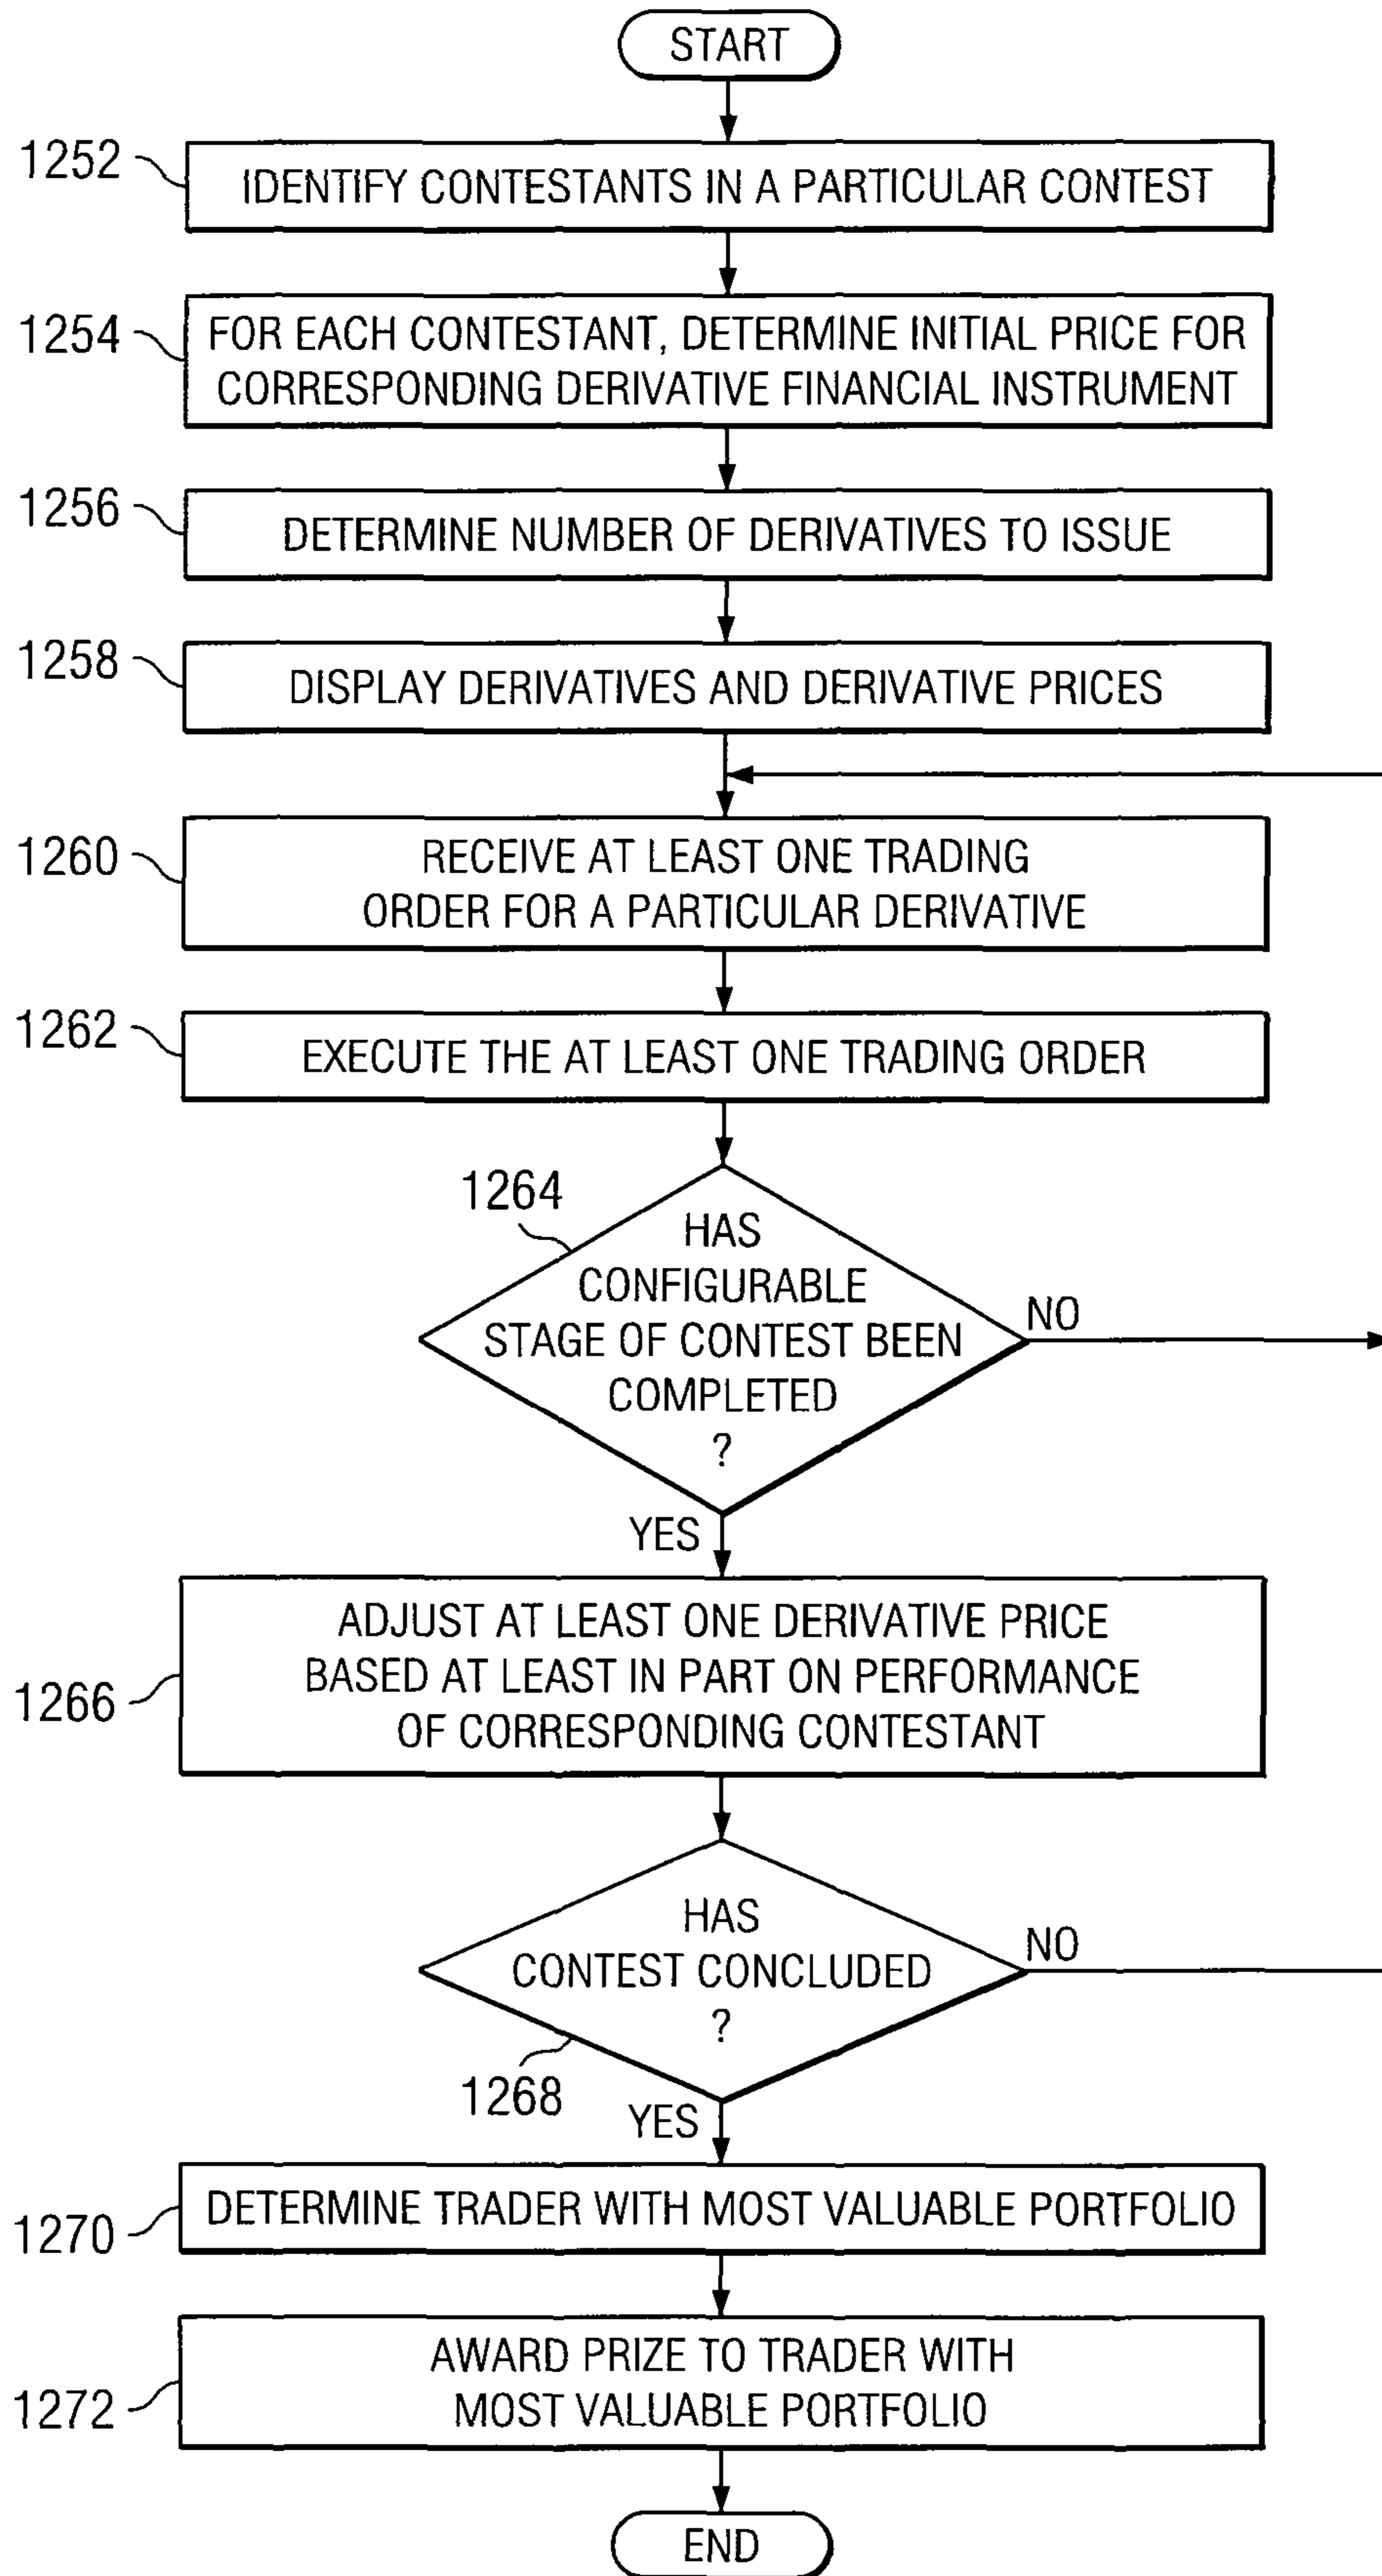 START
1252
IDENTIFY CONTESTANTS IN A PARTICULAR CONTEST
1254
FOR EACH CONTESTANT, DETERMINE INITIAL PRICE FOR
CORRESPONDING DERIVATIVE FINANCIAL INSTRUMENT
1256
DETERMINE NUMBER OF DERIVATIVES TO ISSUE
1258
DISPLAY DERIVATIVES AND DERIVATIVE PRICES
1260
RECEIVE AT LEAST ONE TRADING
ORDER FOR A PARTICULAR DERIVATIVE
1262
EXECUTE THE AT LEAST ONE TRADING ORDER
1264
HAS
CONFIGURABLE
STAGE OF CONTEST BEEN
COMPLETED
?
NO
YES
1266
ADJUST AT LEAST ONE DERIVATIVE PRICE
BASED AT LEAST IN PART ON PERFORMANCE
OF CORRESPONDING CONTESTANT
HAS
CONTEST CONCLUDED
?
NO
1268
YES
1270
DETERMINE TRADER WITH MOST VALUABLE PORTFOLIO
1272
AWARD PRIZE TO TRADER WITH
MOST VALUABLE PORTFOLIO
END